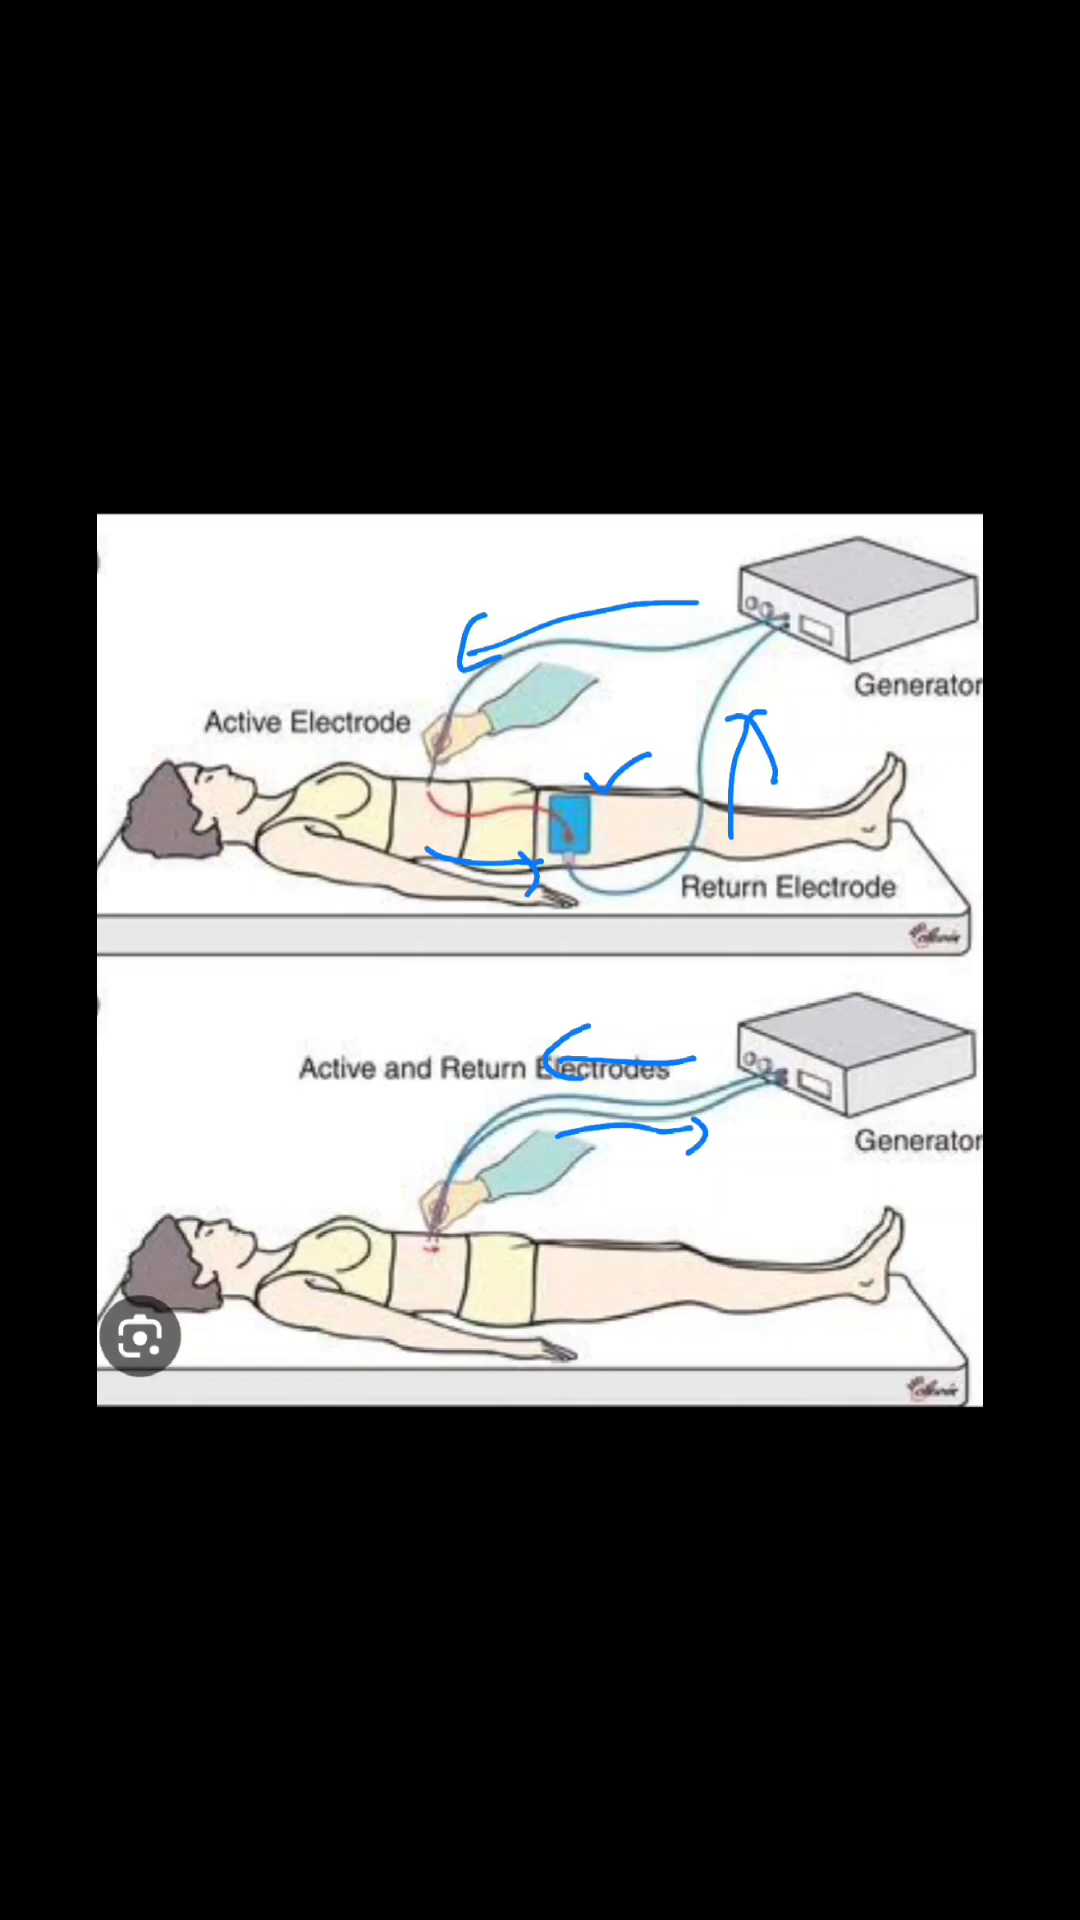 Generator
Active Electrode
Return Electrode
Active and Return Electrodes
Generator